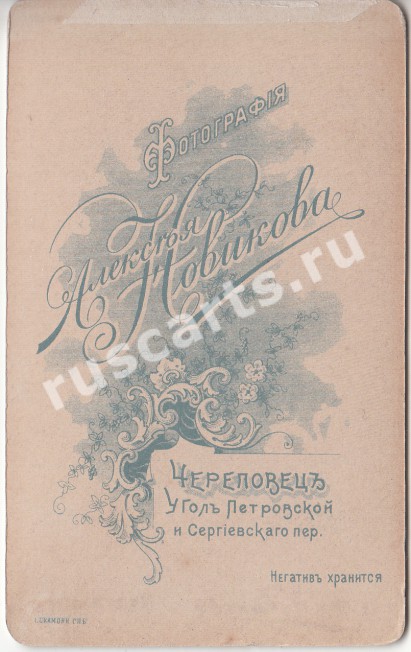 Фотографія
Алексѣя
Новикова
Череповецъ
Уголъ Петровской
и Сергіевскаго пер.
Негативъ хранится
ruscarts.ru